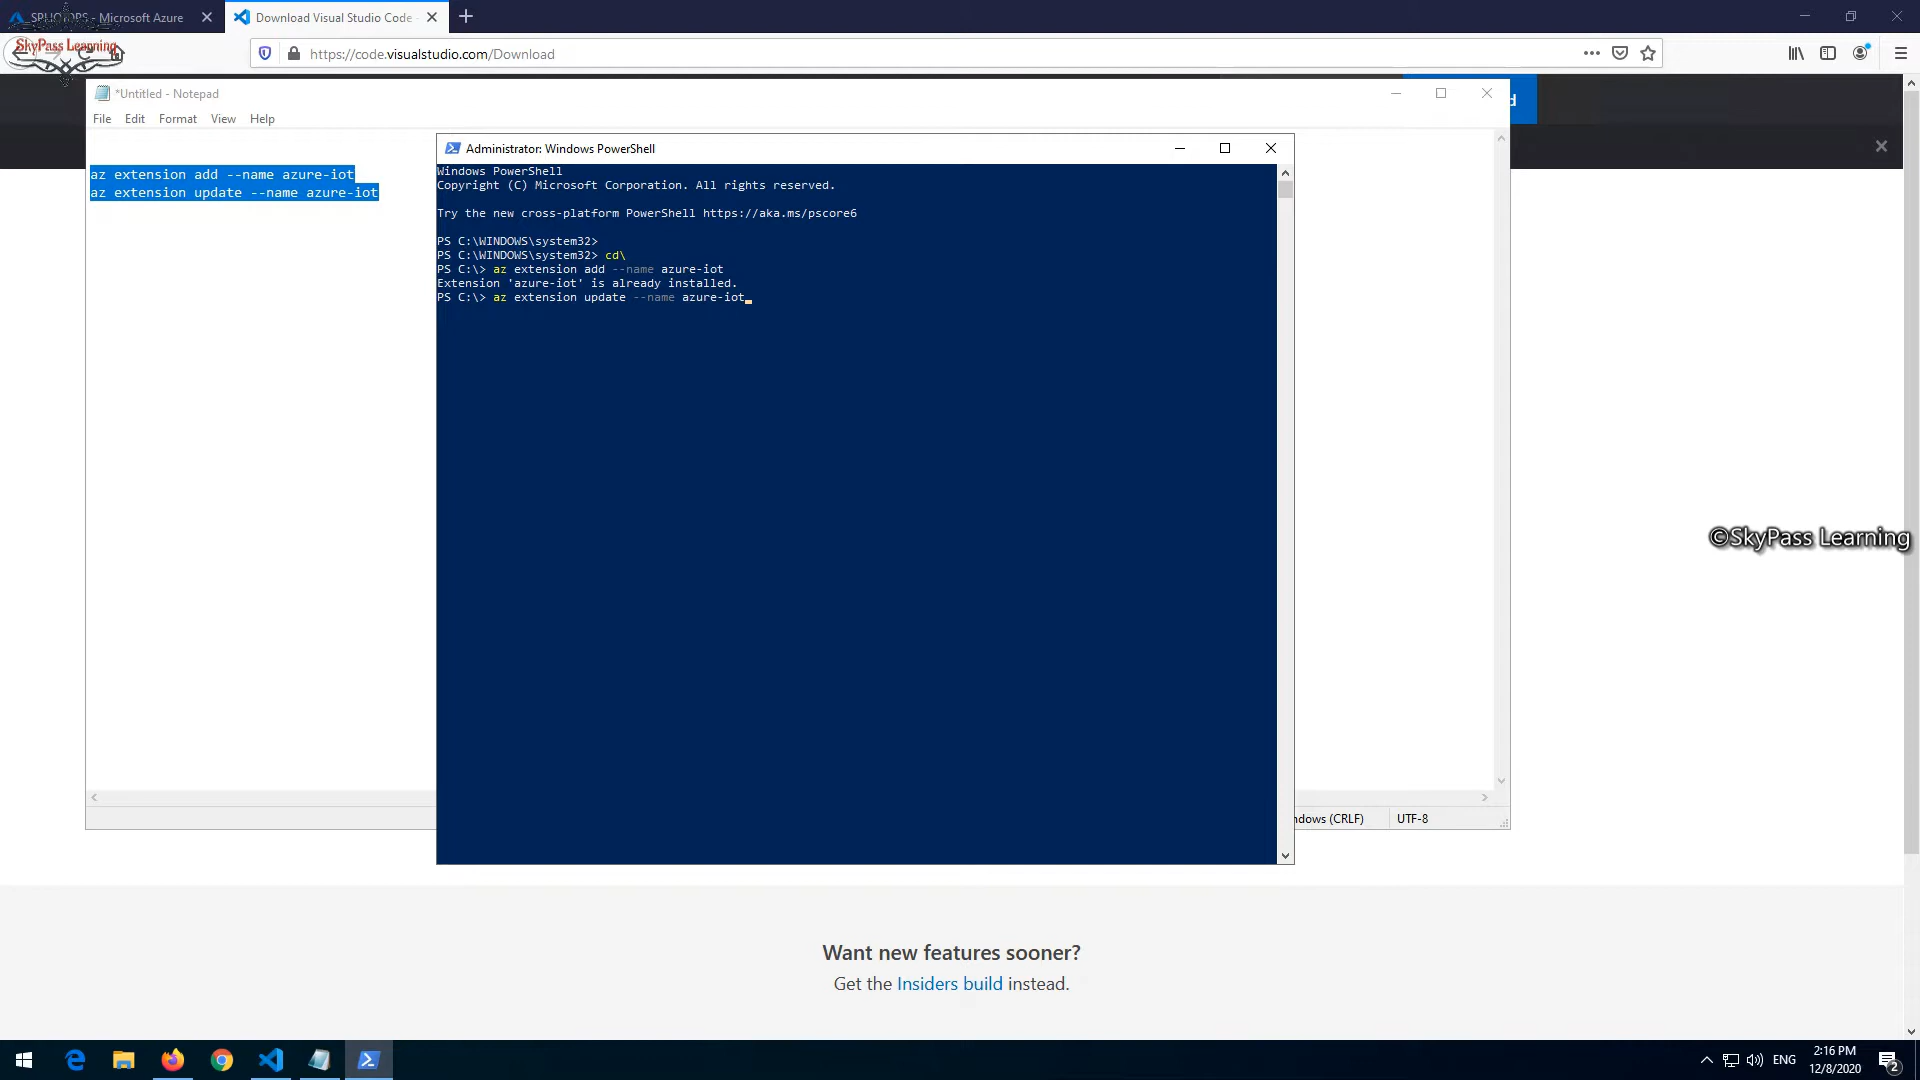 SPLIOTOPS - Microsoft Azure
Download Visual Studio Code -
SkyPass Learning
https://code.visualstudio.com/Download
*Untitled - Notepad
File Edit Format View Help
az extension add --name azure-iot
az extension update --name azure-iot
Administrator: Windows PowerShell
Windows PowerShell
Copyright (C) Microsoft Corporation. All rights reserved.
Try the new cross-platform PowerShell https://aka.ms/pscore6
PS C:\WINDOWS\system32>
PS C:\WINDOWS\system32> cd\
PS C:\> az extension add --name azure-iot
Extension 'azure-iot' is already installed.
PS C:\> az extension update --name azure-iot
©SkyPass Learning
ndows (CRLF)
UTF-8
Want new features sooner?
Get the Insiders build instead.
ENG
2:16 PM
12/8/2020
2